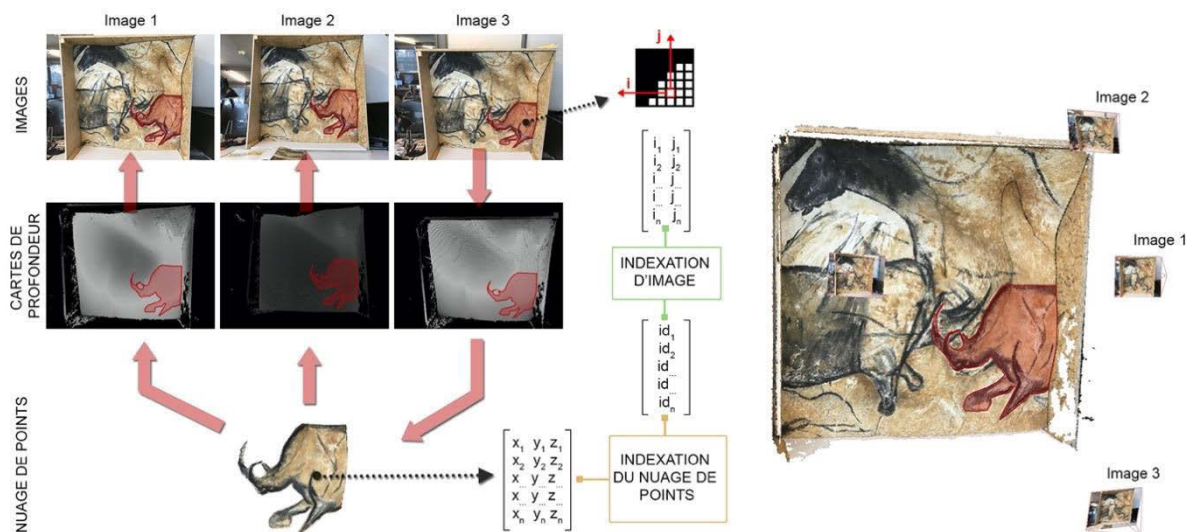 Image 1
Image 2
Image 3
IMAGES
j
i
i1 j1
i2 j2
i... j...
i... j...
in jn
INDEXATION
D'IMAGE
CARTES DE
PROFONDEUR
id1
id2
id...
id...
idn
NUAGE DE POINTS
x1 y1 z1
x2 y2 z2
x... y... z...
x... y... z...
xn yn zn
INDEXATION
DU NUAGE DE
POINTS
Image 2
Image 1
Image 3